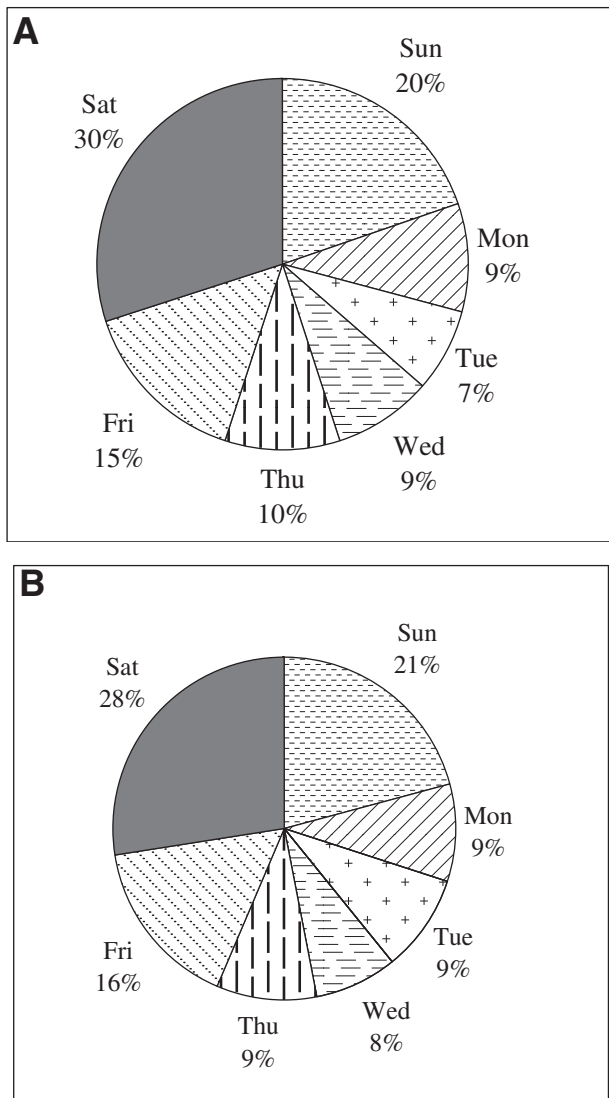 A
Sun
20%
Sat
30%
Mon
9%
Tue
7%
Fri
15%
Wed
9%
Thu
10%
B
Sun
21%
Sat
28%
Mon
9%
Tue
9%
Fri
16%
Wed
8%
Thu
9%